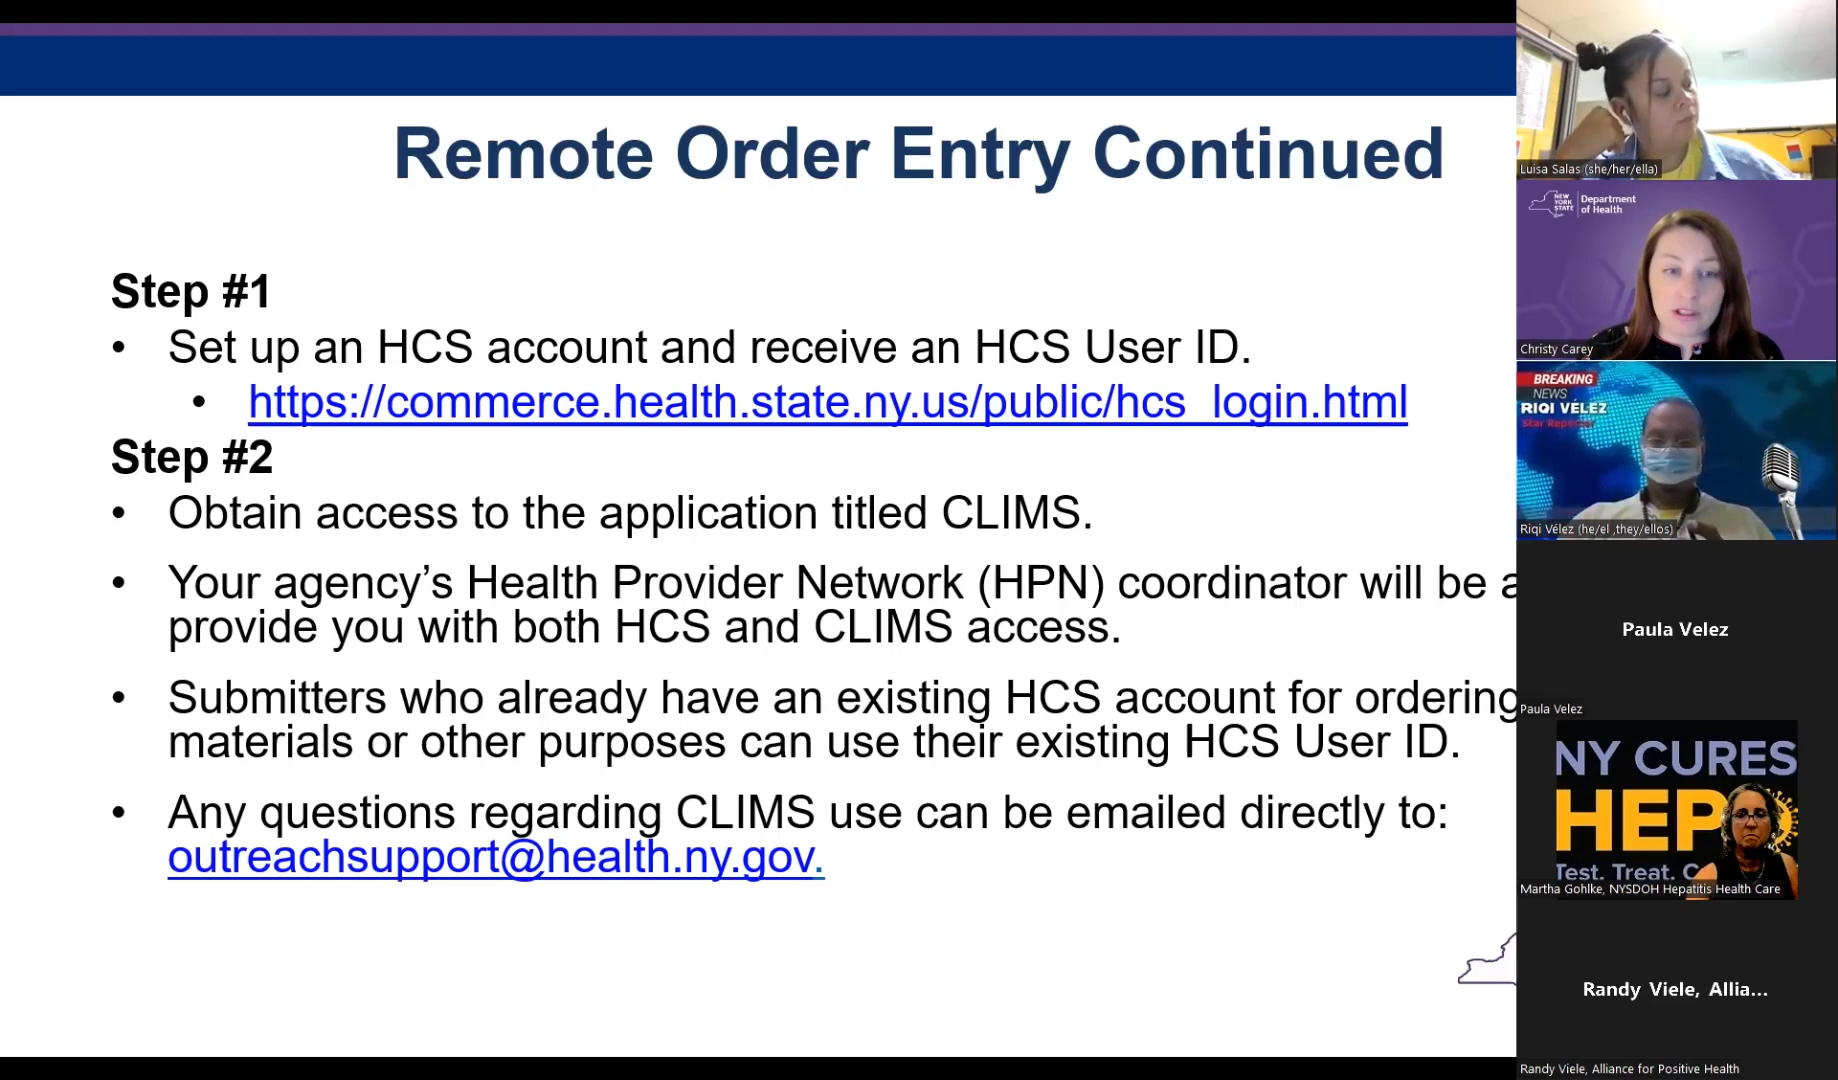 Remote Order Entry Continued
Step #1
• Set up an HCS account and receive an HCS User ID.
• https://commerce.health.state.ny.us/public/hcs_login.html
Step #2
• Obtain access to the application titled CLIMS.
• Your agency’s Health Provider Network (HPN) coordinator will be a
provide you with both HCS and CLIMS access.
• Submitters who already have an existing HCS account for ordering
materials or other purposes can use their existing HCS User ID.
• Any questions regarding CLIMS use can be emailed directly to:
outreachsupport@health.ny.gov.
Luisa Salas (she/her/ella)
NEW
YORK
STATE
Department
of Health
Christy Carey
BREAKING
NEWS
RIQI VÉLEZ
Star Reporter
Riqi Vélez (he/el ,they/ellos)
Paula Velez
Paula Velez
NY CURES
HEP
Test. Treat. C
Martha Gohlke, NYSDOH Hepatitis Health Care
Randy Viele, Allia...
Randy Viele, Alliance for Positive Health